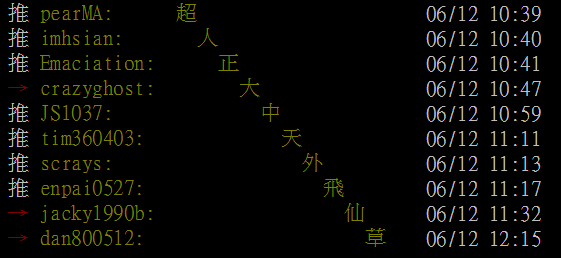 推 pearMA: 超 06/12 10:39
推 imhsian: 人 06/12 10:40
推 Emaciation: 正 06/12 10:41
→ crazyghost: 大 06/12 10:47
推 JS1037: 中 06/12 10:59
推 tim360403: 天 06/12 11:11
推 scrays: 外 06/12 11:13
推 enpai0527: 飛 06/12 11:17
→ jacky1990b: 仙 06/12 11:32
→ dan800512: 草 06/12 12:15